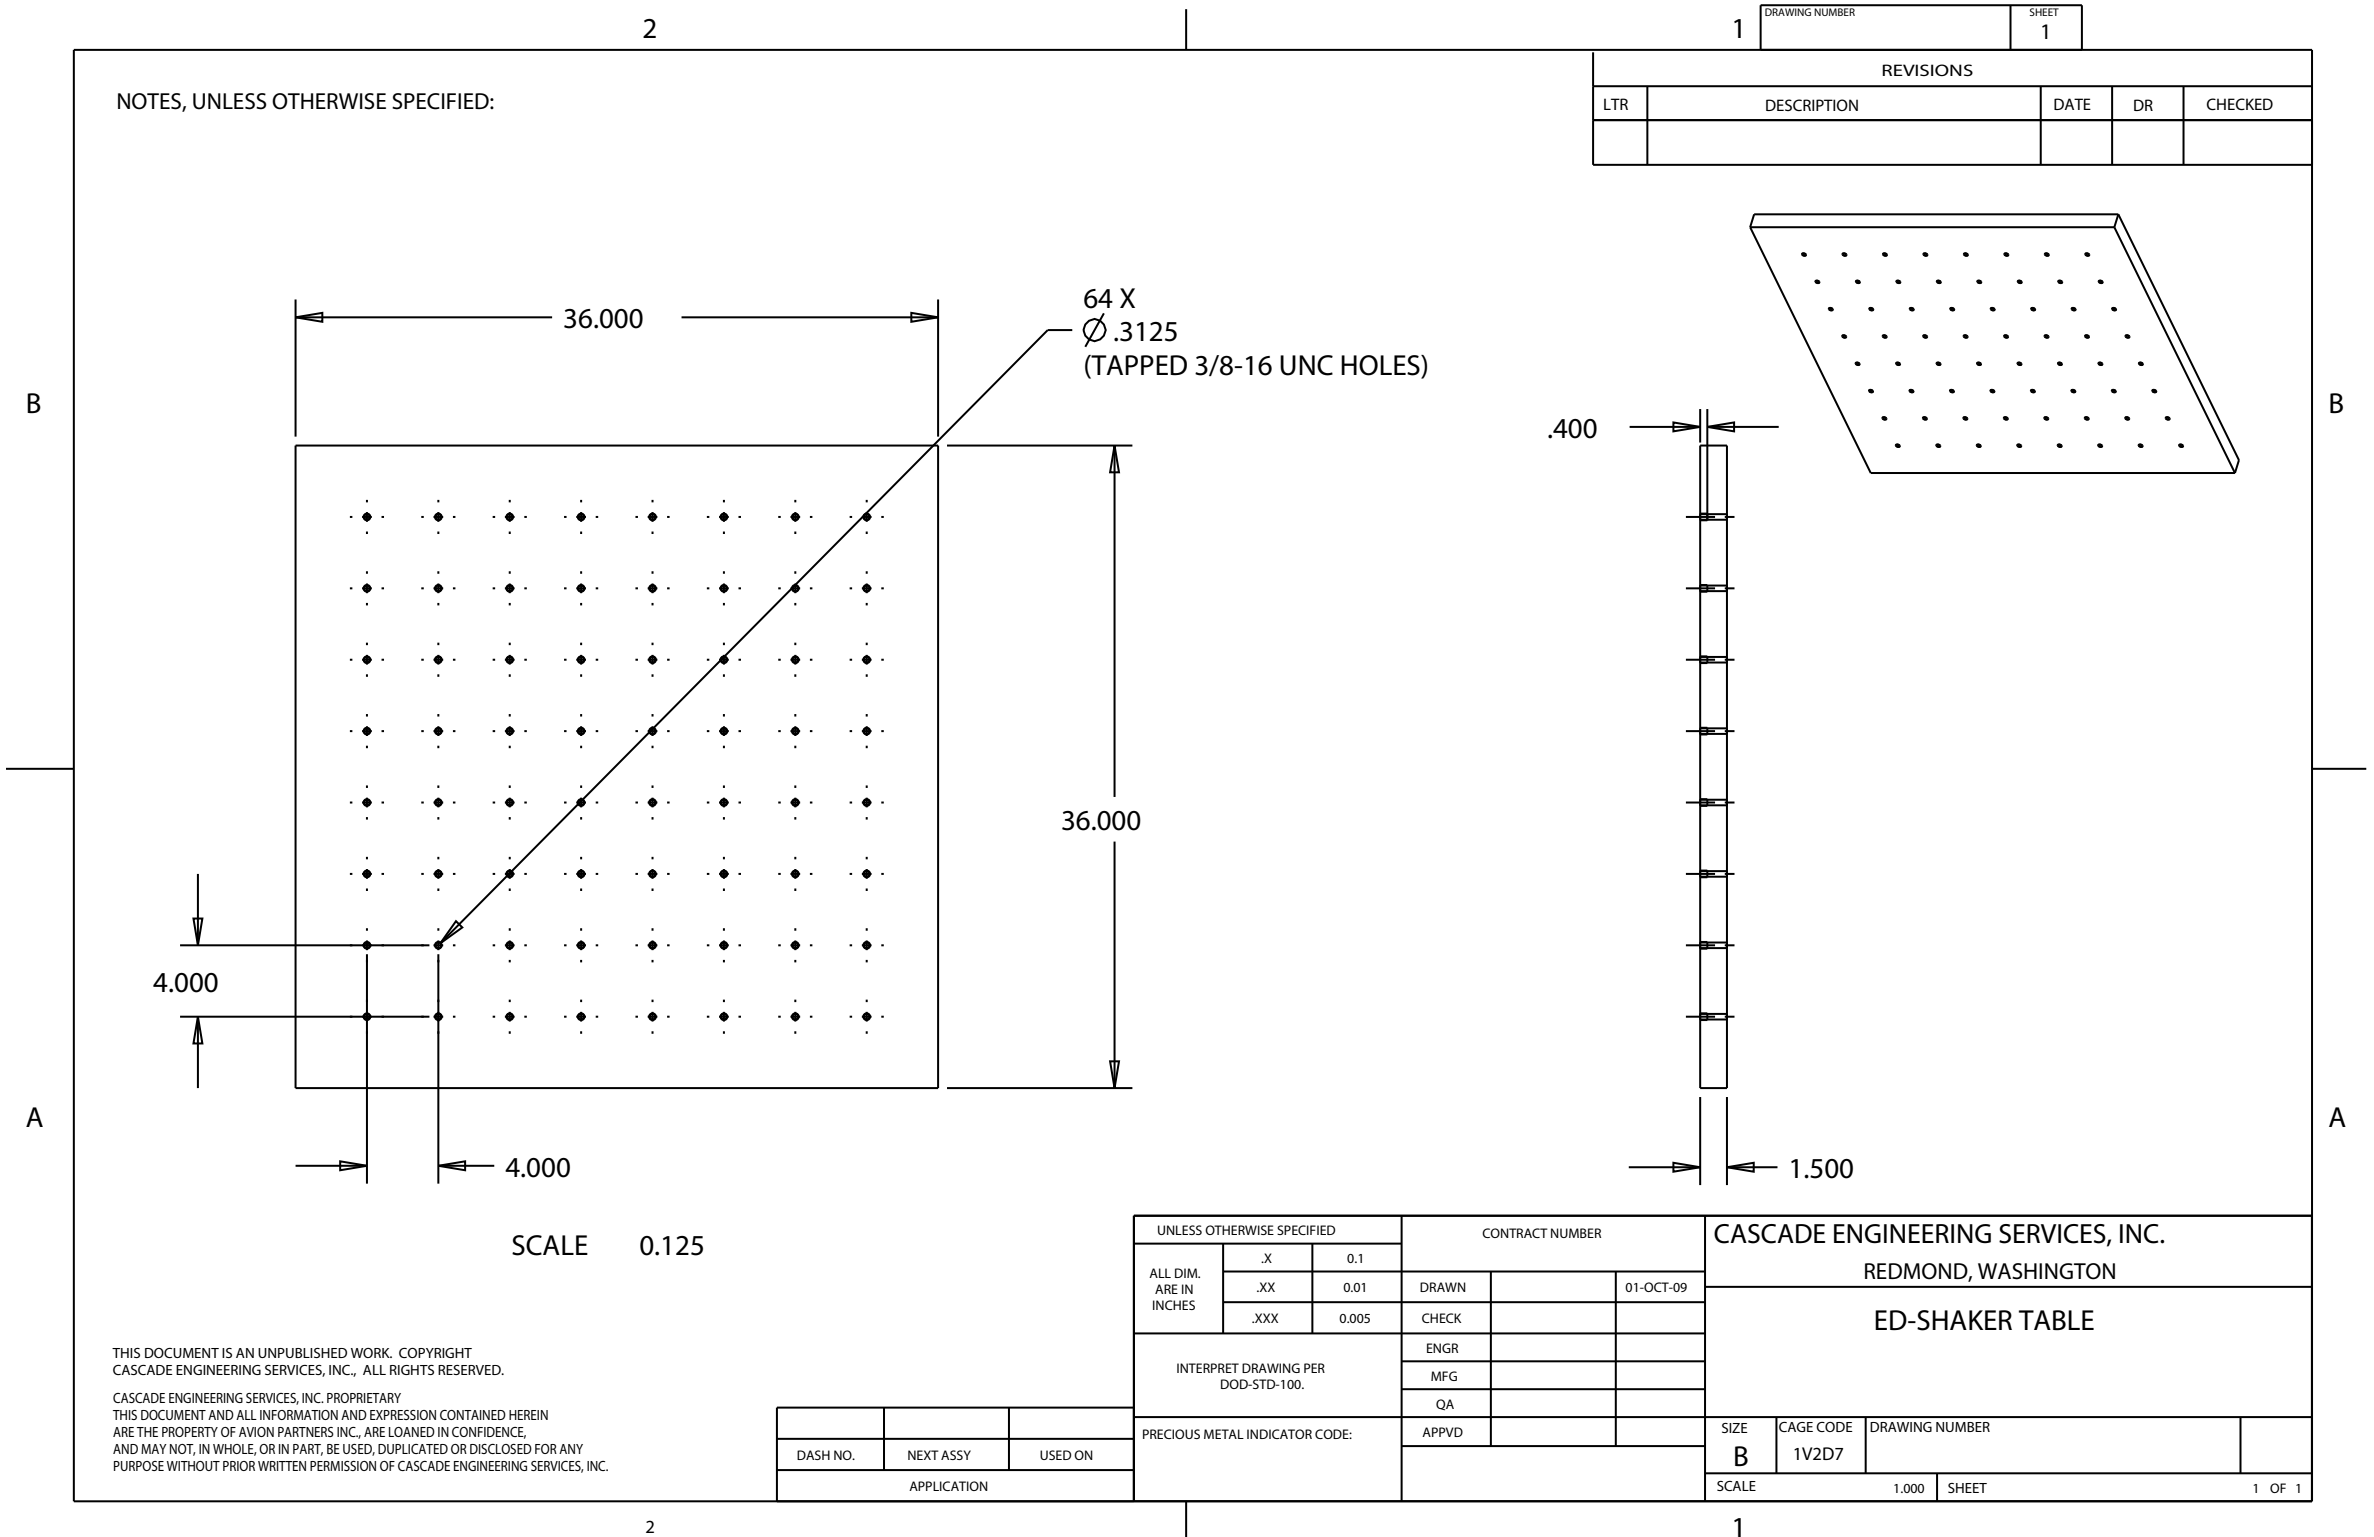 2
1
DRAWING NUMBER
SHEET
1
REVISIONS
LTR
DESCRIPTION
DATE
DR
CHECKED
NOTES, UNLESS OTHERWISE SPECIFIED:
36.000
64 X
Ø .3125
(TAPPED 3/8-16 UNC HOLES)
B
.400
B
36.000
4.000
A
A
4.000
1.500
SCALE 0.125
UNLESS OTHERWISE SPECIFIED
ALL DIM.
ARE IN
INCHES
.X 0.1
.XX 0.01
.XXX 0.005
INTERPRET DRAWING PER
DOD-STD-100.
PRECIOUS METAL INDICATOR CODE:
CONTRACT NUMBER
DRAWN 01-OCT-09
CHECK
ENGR
MFG
QA
APPVD
CASCADE ENGINEERING SERVICES, INC.
REDMOND, WASHINGTON
ED-SHAKER TABLE
SIZE
B
CAGE CODE
1V2D7
DRAWING NUMBER
SCALE 1.000
SHEET 1 OF 1
THIS DOCUMENT IS AN UNPUBLISHED WORK. COPYRIGHT
CASCADE ENGINEERING SERVICES, INC., ALL RIGHTS RESERVED.
CASCADE ENGINEERING SERVICES, INC. PROPRIETARY
THIS DOCUMENT AND ALL INFORMATION AND EXPRESSION CONTAINED HEREIN
ARE THE PROPERTY OF AVION PARTNERS INC., ARE LOANED IN CONFIDENCE,
AND MAY NOT, IN WHOLE, OR IN PART, BE USED, DUPLICATED OR DISCLOSED FOR ANY
PURPOSE WITHOUT PRIOR WRITTEN PERMISSION OF CASCADE ENGINEERING SERVICES, INC.
DASH NO.
NEXT ASSY
USED ON
APPLICATION
2
1